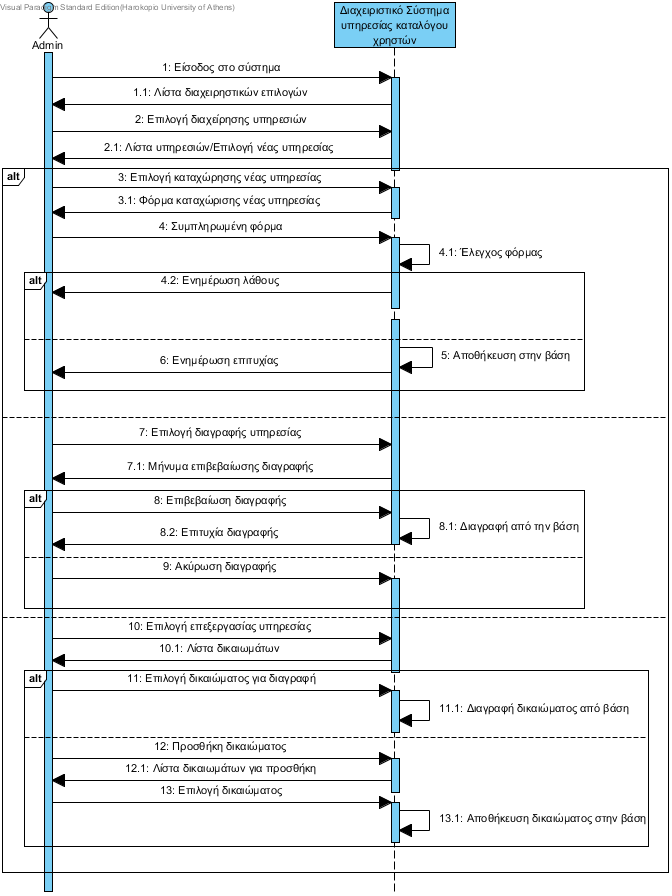 Visual Paradigm Standard Edition(Harokopio University of Athens)
Admin
Διαχειριστικό Σύστημα
υπηρεσίας καταλόγου
χρηστών
1: Είσοδος στο σύστημα
1.1: Λίστα διαχειρηστικών επιλογών
2: Επιλογή διαχείρησης υπηρεσιών
2.1: Λίστα υπηρεσιών/Επιλογή νέας υπηρεσίας
alt
3: Επιλογή καταχώρησης νέας υπηρεσίας
3.1: Φόρμα καταχώρισης νέας υπηρεσίας
4: Συμπληρωμένη φόρμα
4.1: Έλεγχος φόρμας
alt
4.2: Ενημέρωση λάθους
5: Αποθήκευση στην βάση
6: Ενημέρωση επιτυχίας
7: Επιλογή διαγραφής υπηρεσίας
7.1: Μήνυμα επιβεβαίωσης διαγραφής
alt
8: Επιβεβαίωση διαγραφής
8.1: Διαγραφή από την βάση
8.2: Επιτυχία διαγραφής
9: Ακύρωση διαγραφής
10: Επιλογή επεξεργασίας υπηρεσίας
10.1: Λίστα δικαιωμάτων
alt
11: Επιλογή δικαιώματος για διαγραφή
11.1: Διαγραφή δικαιώματος από βάση
12: Προσθήκη δικαιώματος
12.1: Λίστα δικαιωμάτων για προσθήκη
13: Επιλογή δικαιώματος
13.1: Αποθήκευση δικαιώματος στην βάση